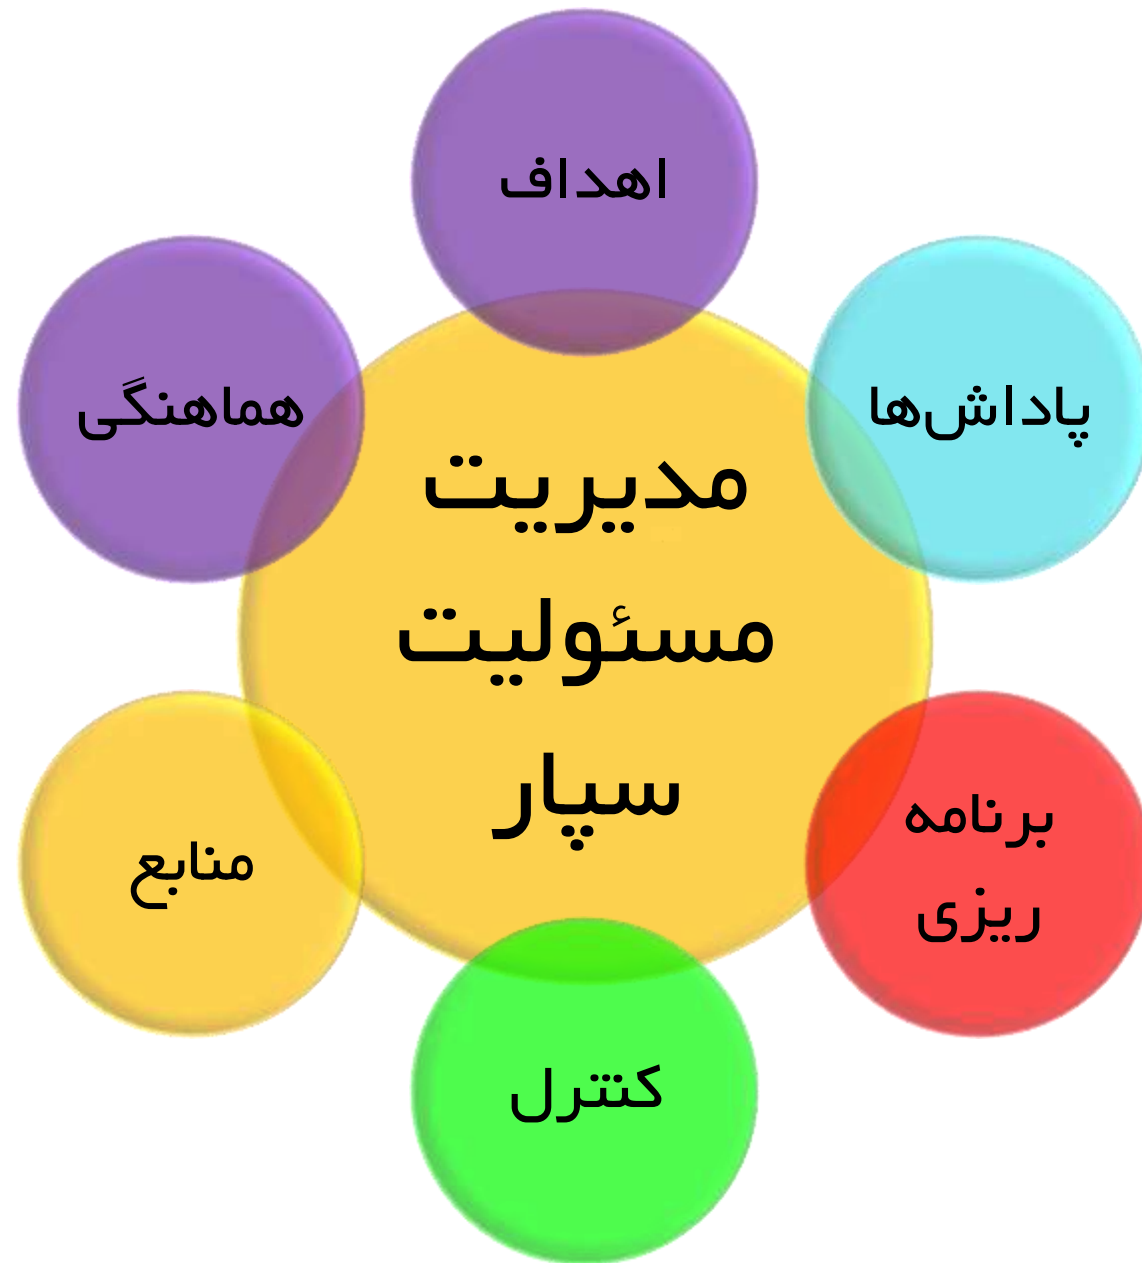 اهداف
پاداش‌ها
هماهنگی
مدیریت
مسئولیت
سپار
برنامه
ریزی
منابع
کنترل